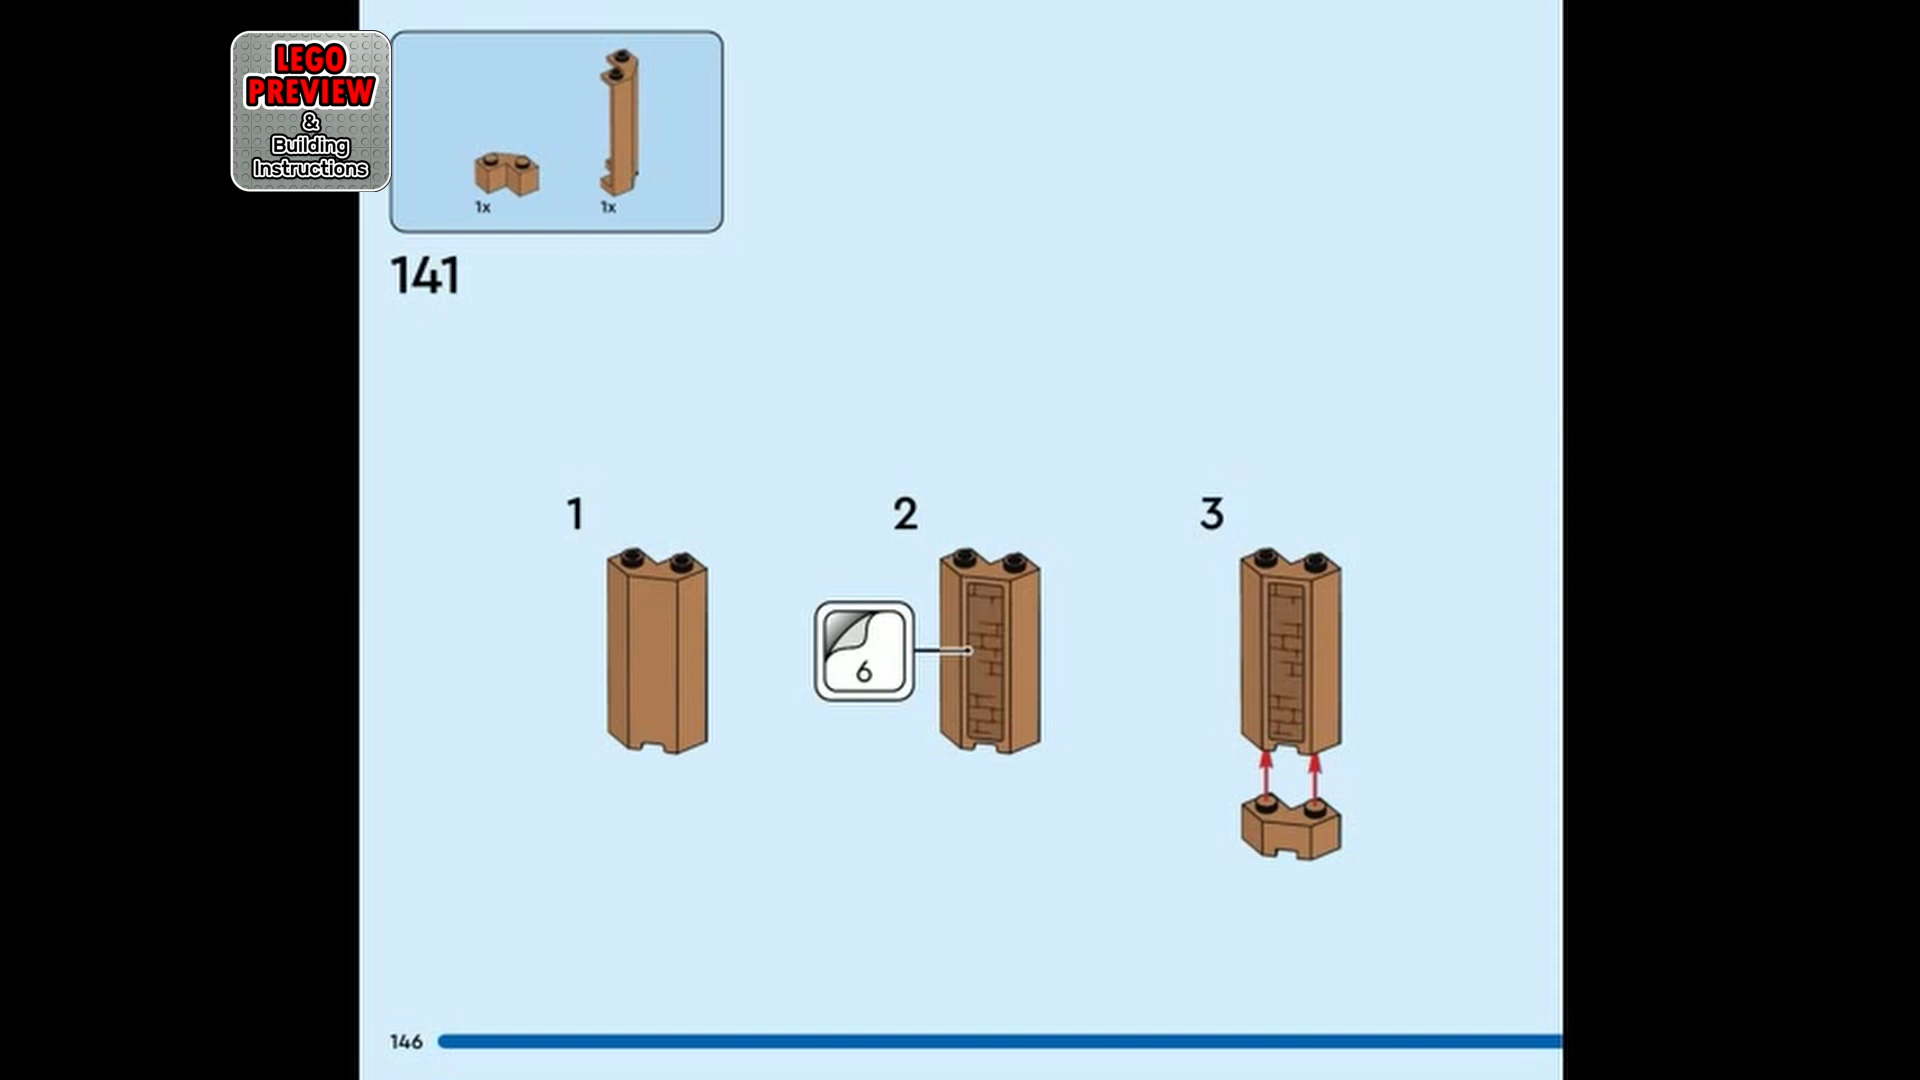 LEGO
PREVIEW
&
Building
Instructions
1x 1x
141
1 2 3
6
146